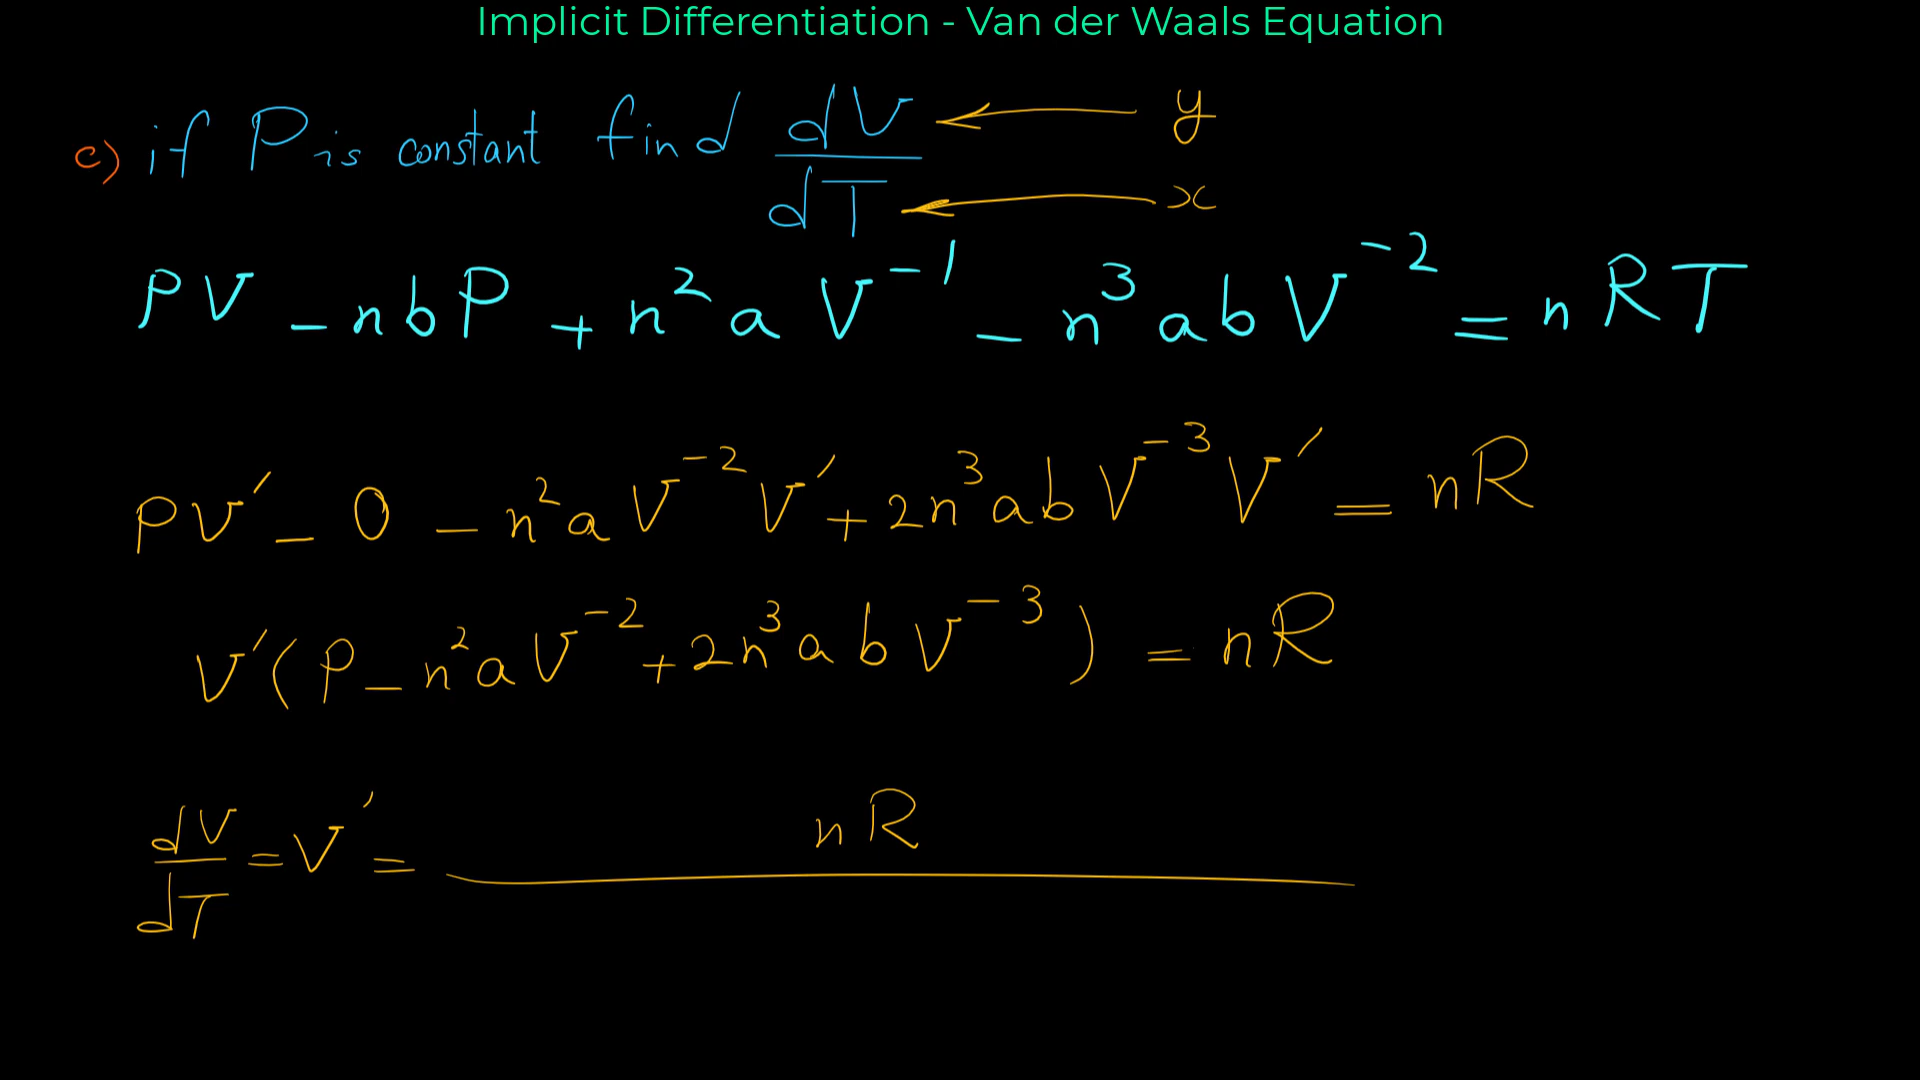 Implicit Differentiation - Van der Waals Equation
c) if P is constant find dV/dT ← y ← x
PV - nbP + n²aV⁻¹ - n³abV⁻² = nRT
PV′ - 0 - n²aV⁻²V′ + 2n³abV⁻³V′ = nR
V′(P - n²aV⁻² + 2n³abV⁻³) = nR
dV/dT = V′ = nR/